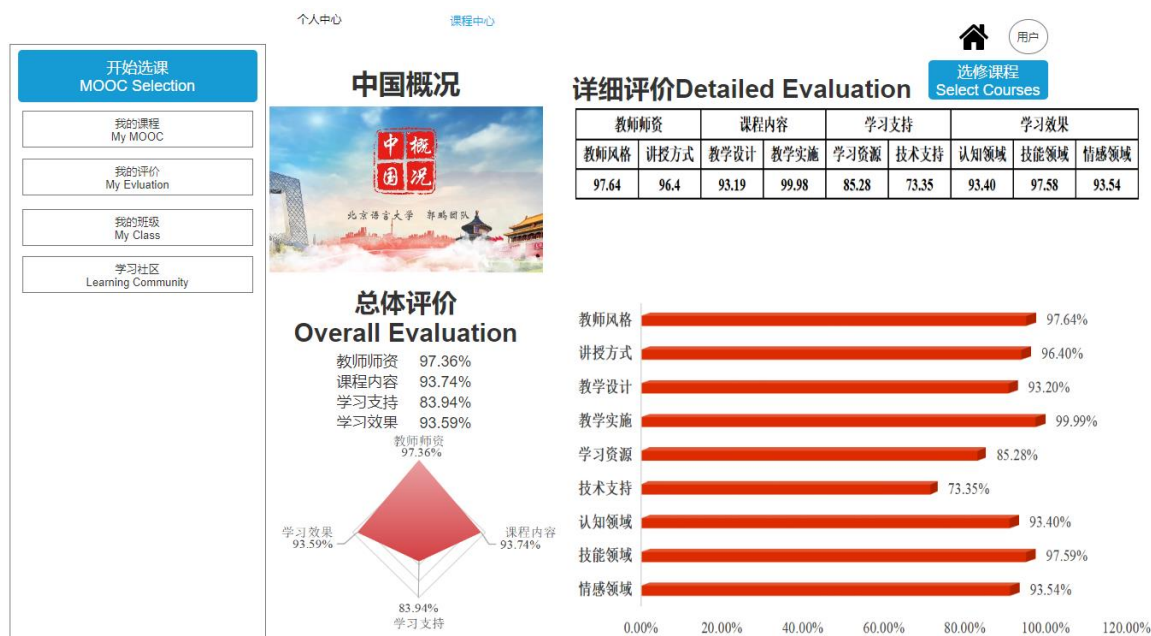 个人中心
课程中心
用户
开始选课
MOOC Selection
我的课程
My MOOC
我的评价
My Evluation
我的班级
My Class
学习社区
Learning Community
中国概况
中国概况
北京语言大学 郭鹏团队
总体评价
Overall Evaluation
教师师资 97.36%
课程内容 93.74%
学习支持 83.94%
学习效果 93.59%
教师师资
97.36%
学习效果
93.59%
课程内容
93.74%
83.94%
学习支持
详细评价Detailed Evaluation
选修课程
Select Courses
教师师资 课程内容 学习支持 学习效果
教师风格 讲授方式 教学设计 教学实施 学习资源 技术支持 认知领域 技能领域 情感领域
97.64 96.4 93.19 99.98 85.28 73.35 93.40 97.58 93.54
教师风格 97.64%
讲授方式 96.40%
教学设计 93.20%
教学实施 99.99%
学习资源 85.28%
技术支持 73.35%
认知领域 93.40%
技能领域 97.59%
情感领域 93.54%
0.00% 20.00% 40.00% 60.00% 80.00% 100.00% 120.00%